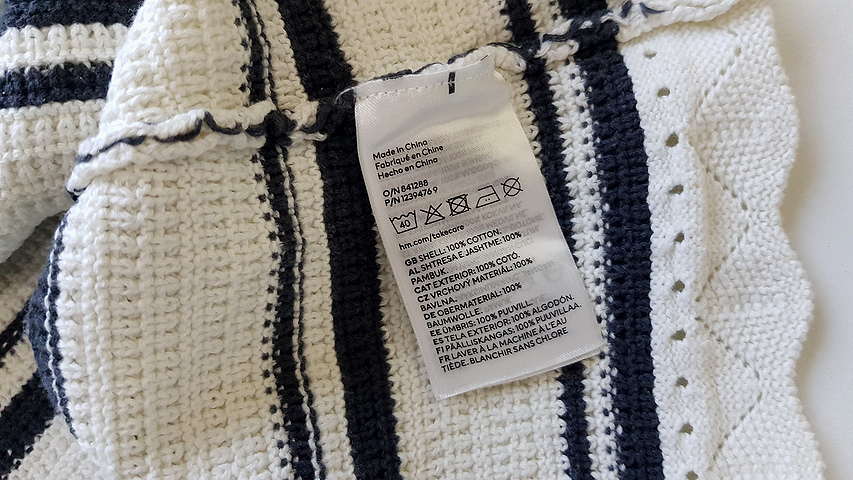 Made in China
Fabriqué en Chine
Hecho en China
O/N 841288
P/N 1239476 9
40
hm.com/takecare
GB SHELL: 100% COTTON.
AL SHTRESA E JASHTME: 100%
PAMBUK.
CAT EXTERIOR: 100% COTÓ.
CZ VRCHOVÝ MATERIÁL: 100%
BAVLNA.
DE OBERMATERIAL: 100%
BAUMWOLLE.
EE ÜMBRIS: 100% PUUVILL.
ES TELA EXTERIOR: 100% ALGODÓN.
FI PÄÄLLISKANGAS: 100% PUUVILLAA.
FR LAVER À LA MACHINE À L'EAU
TIÈDE. BLANCHIR SANS CHLORE